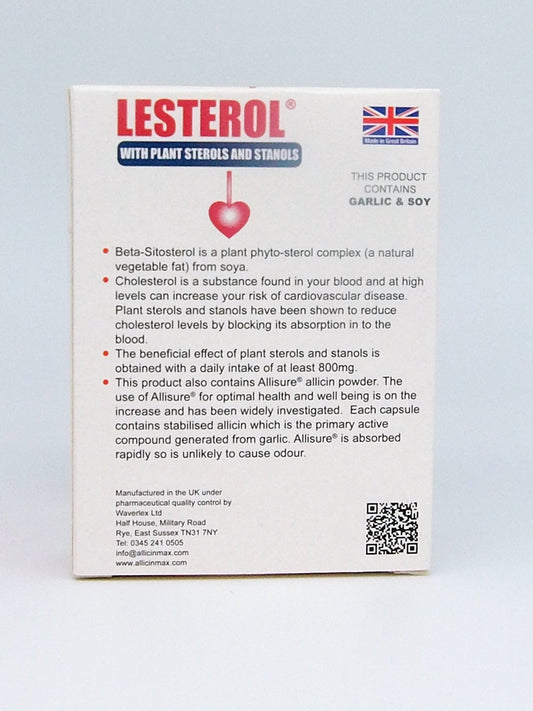 LESTEROL®
WITH PLANT STEROLS AND STANOLS
Made in Great Britain
THIS PRODUCT
CONTAINS
GARLIC & SOY
• Beta-Sitosterol is a plant phyto-sterol complex (a natural
vegetable fat) from soya.
• Cholesterol is a substance found in your blood and at high
levels can increase your risk of cardiovascular disease.
Plant sterols and stanols have been shown to reduce
cholesterol levels by blocking its absorption in to the
blood.
• The beneficial effect of plant sterols and stanols is
obtained with a daily intake of at least 800mg.
• This product also contains Allisure® allicin powder. The
use of Allisure® for optimal health and well being is on the
increase and has been widely investigated. Each capsule
contains stabilised allicin which is the primary active
compound generated from garlic. Allisure® is absorbed
rapidly so is unlikely to cause odour.
Manufactured in the UK under
pharmaceutical quality control by
Waverlex Ltd
Half House, Military Road
Rye, East Sussex TN31 7NY
Tel: 0345 241 0505
info@allicinmax.com
www.allicinmax.com